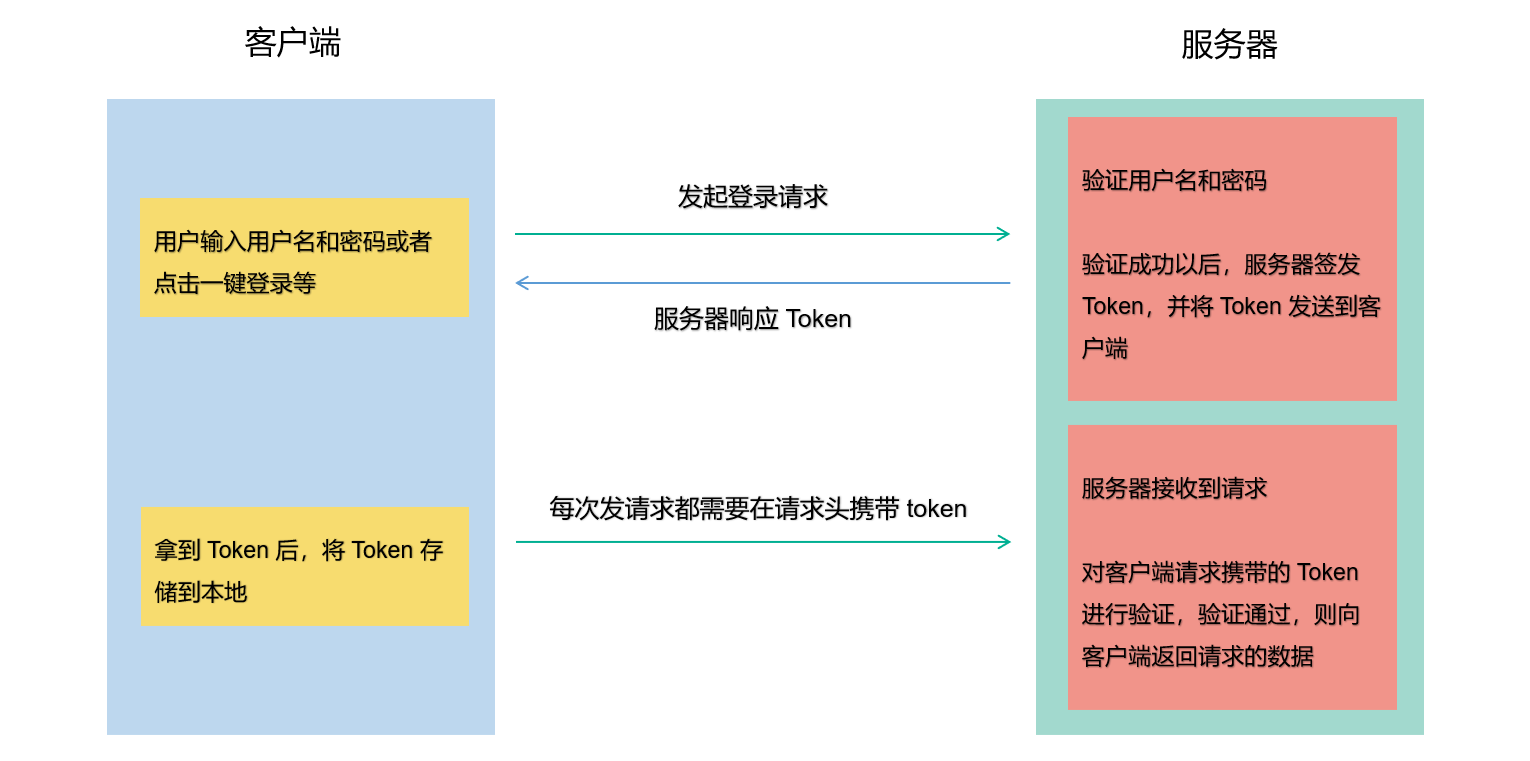 客户端
服务器
用户输入用户名和密码或者
点击一键登录等
发起登录请求
服务器响应 Token
验证用户名和密码
验证成功以后，服务器签发
Token，并将 Token 发送到客
户端
拿到 Token 后，将 Token 存
储到本地
每次发请求都需要在请求头携带 token
服务器接收到请求
对客户端请求携带的 Token
进行验证，验证通过，则向
客户端返回请求的数据